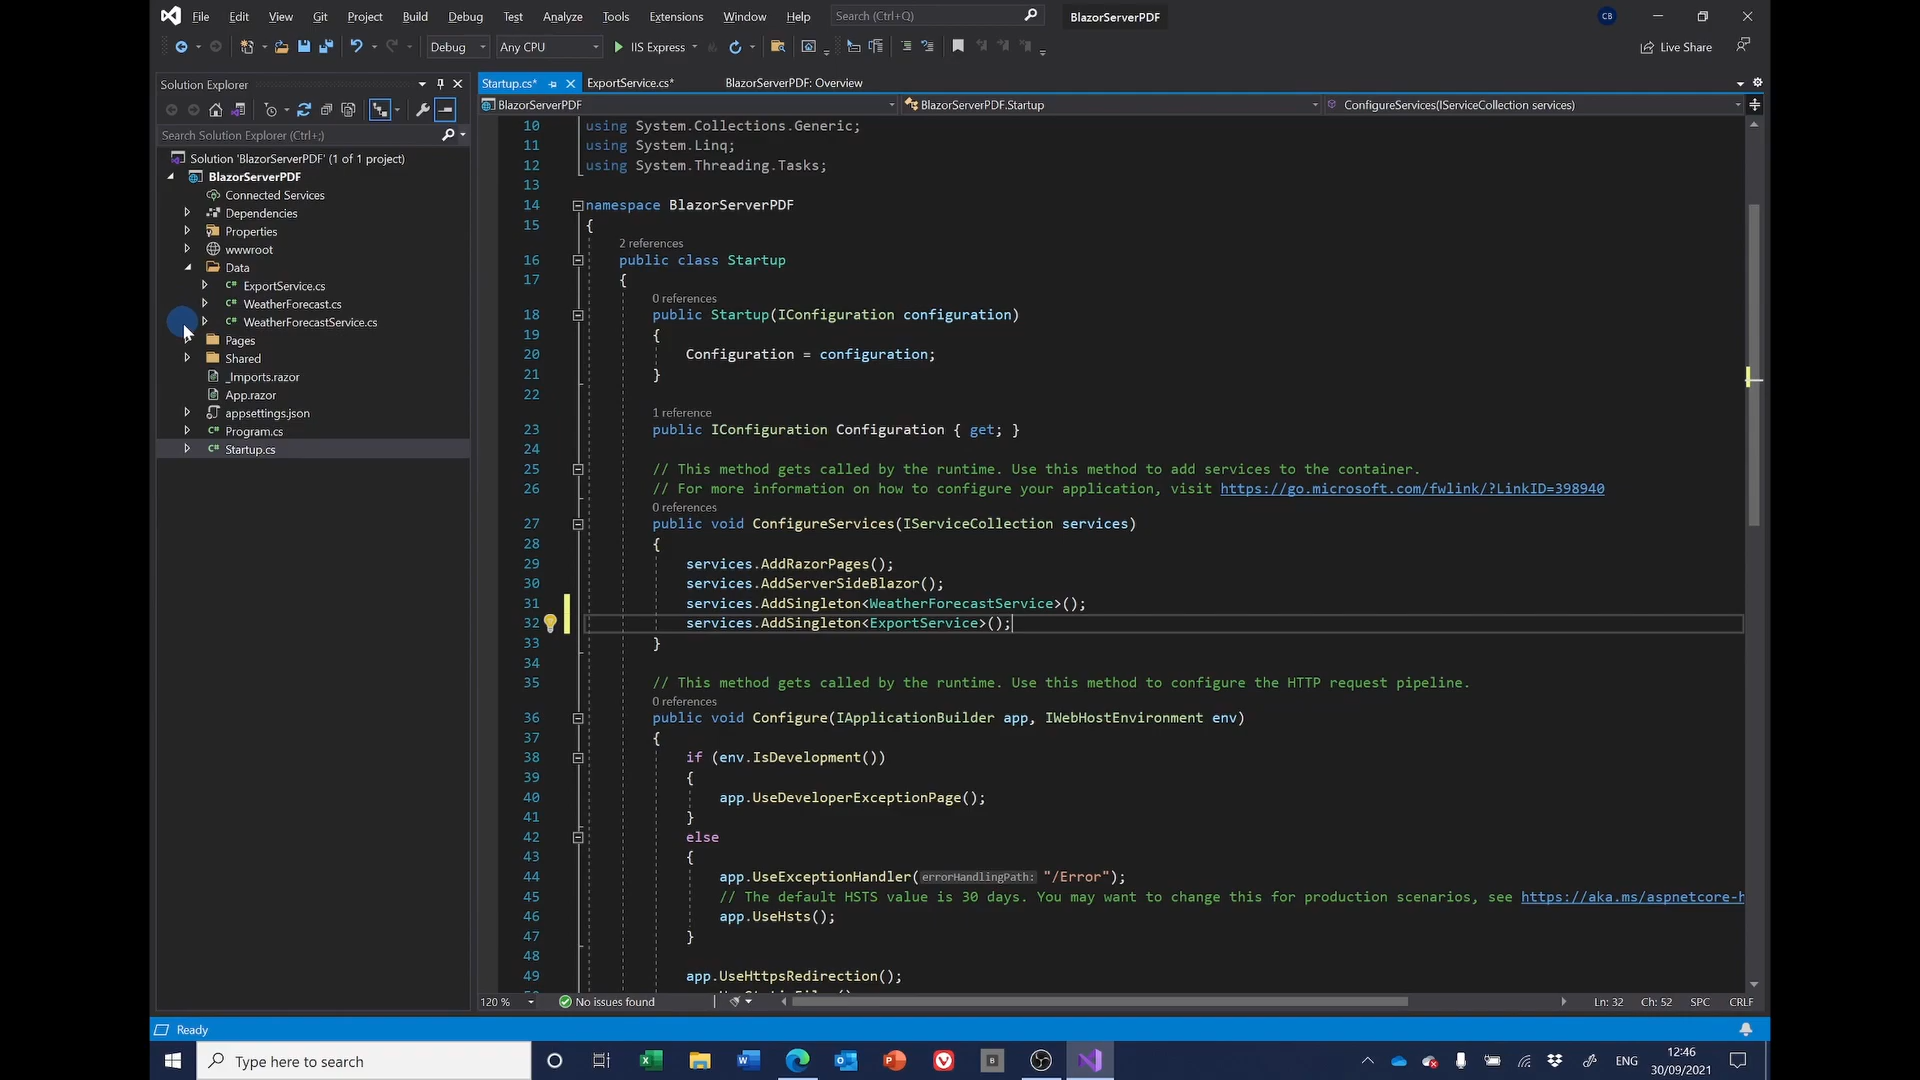 File Edit View Git Project Build Debug Test Analyze Tools Extensions Window Help Search (Ctrl+Q) BlazorServerPDF CB
Debug Any CPU IIS Express Live Share
Solution Explorer
Search Solution Explorer (Ctrl+;)
Solution 'BlazorServerPDF' (1 of 1 project)
BlazorServerPDF
Connected Services
Dependencies
Properties
wwwroot
Data
ExportService.cs
WeatherForecast.cs
WeatherForecastService.cs
Pages
Shared
_Imports.razor
App.razor
appsettings.json
Program.cs
Startup.cs
Startup.cs* ExportService.cs* BlazorServerPDF: Overview
BlazorServerPDF BlazorServerPDF.Startup ConfigureServices(IServiceCollection services)
10 using System.Collections.Generic;
11 using System.Linq;
12 using System.Threading.Tasks;
13
14 namespace BlazorServerPDF
15 {
2 references
16 public class Startup
17 {
0 references
18 public Startup(IConfiguration configuration)
19 {
20 Configuration = configuration;
21 }
22
1 reference
23 public IConfiguration Configuration { get; }
24
25 // This method gets called by the runtime. Use this method to add services to the container.
26 // For more information on how to configure your application, visit https://go.microsoft.com/fwlink/?LinkID=398940
0 references
27 public void ConfigureServices(IServiceCollection services)
28 {
29 services.AddRazorPages();
30 services.AddServerSideBlazor();
31 services.AddSingleton<WeatherForecastService>();
32 services.AddSingleton<ExportService>();
33 }
34
35 // This method gets called by the runtime. Use this method to configure the HTTP request pipeline.
0 references
36 public void Configure(IApplicationBuilder app, IWebHostEnvironment env)
37 {
38 if (env.IsDevelopment())
39 {
40 app.UseDeveloperExceptionPage();
41 }
42 else
43 {
44 app.UseExceptionHandler(errorHandlingPath: "/Error");
45 // The default HSTS value is 30 days. You may want to change this for production scenarios, see https://aka.ms/aspnetcore-h
46 app.UseHsts();
47 }
48
49 app.UseHttpsRedirection();
120 % No issues found Ln: 32 Ch: 52 SPC CRLF
Ready
Type here to search ENG 12:46
30/09/2021